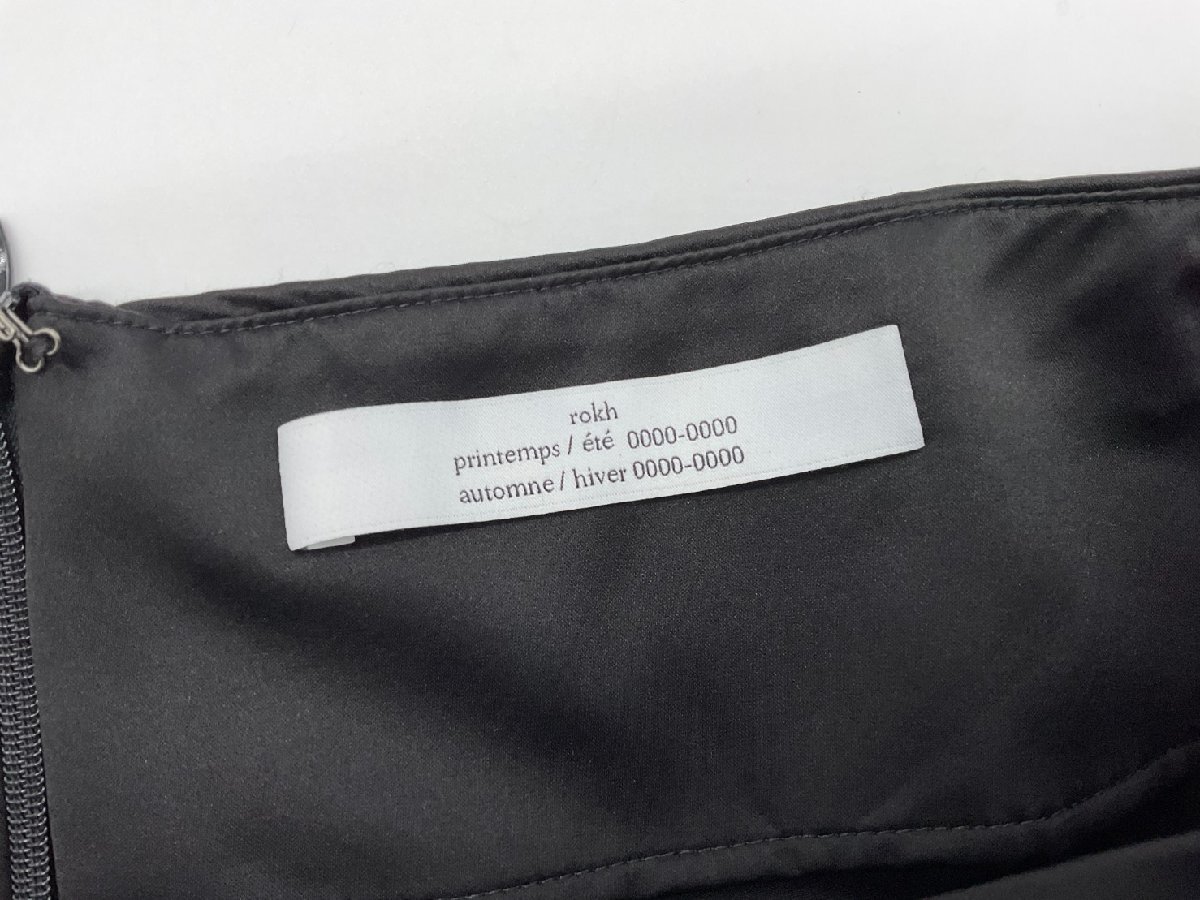 rokh
printemps / été 0000-0000
automne / hiver 0000-0000